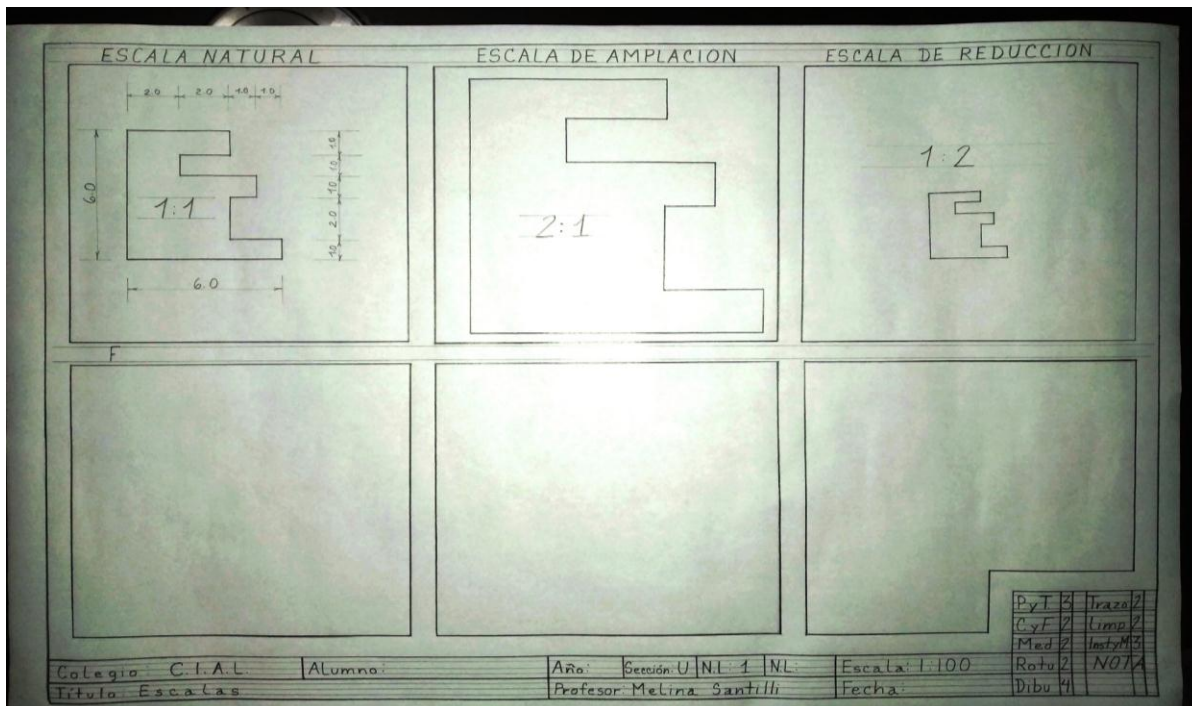 ESCALA NATURAL
ESCALA DE AMPLACION
ESCALA DE REDUCCION
2.0 2.0 1.0 1.0
6.0
1:1
1.0
1.0
1.0
2.0
1.0
6.0
2:1
1:2
F
PyT 3 Trazo 2
CyF 2 Limp 2
Med 2 InstyM 3
Rotu 2 NOTA
Dibu 4
Colegio: C.I.A.L. Alumno: Año: Sección: U N.L: 1 N.L: Escala: 1:100
Título: Escalas Profesor: Melina Santilli Fecha: